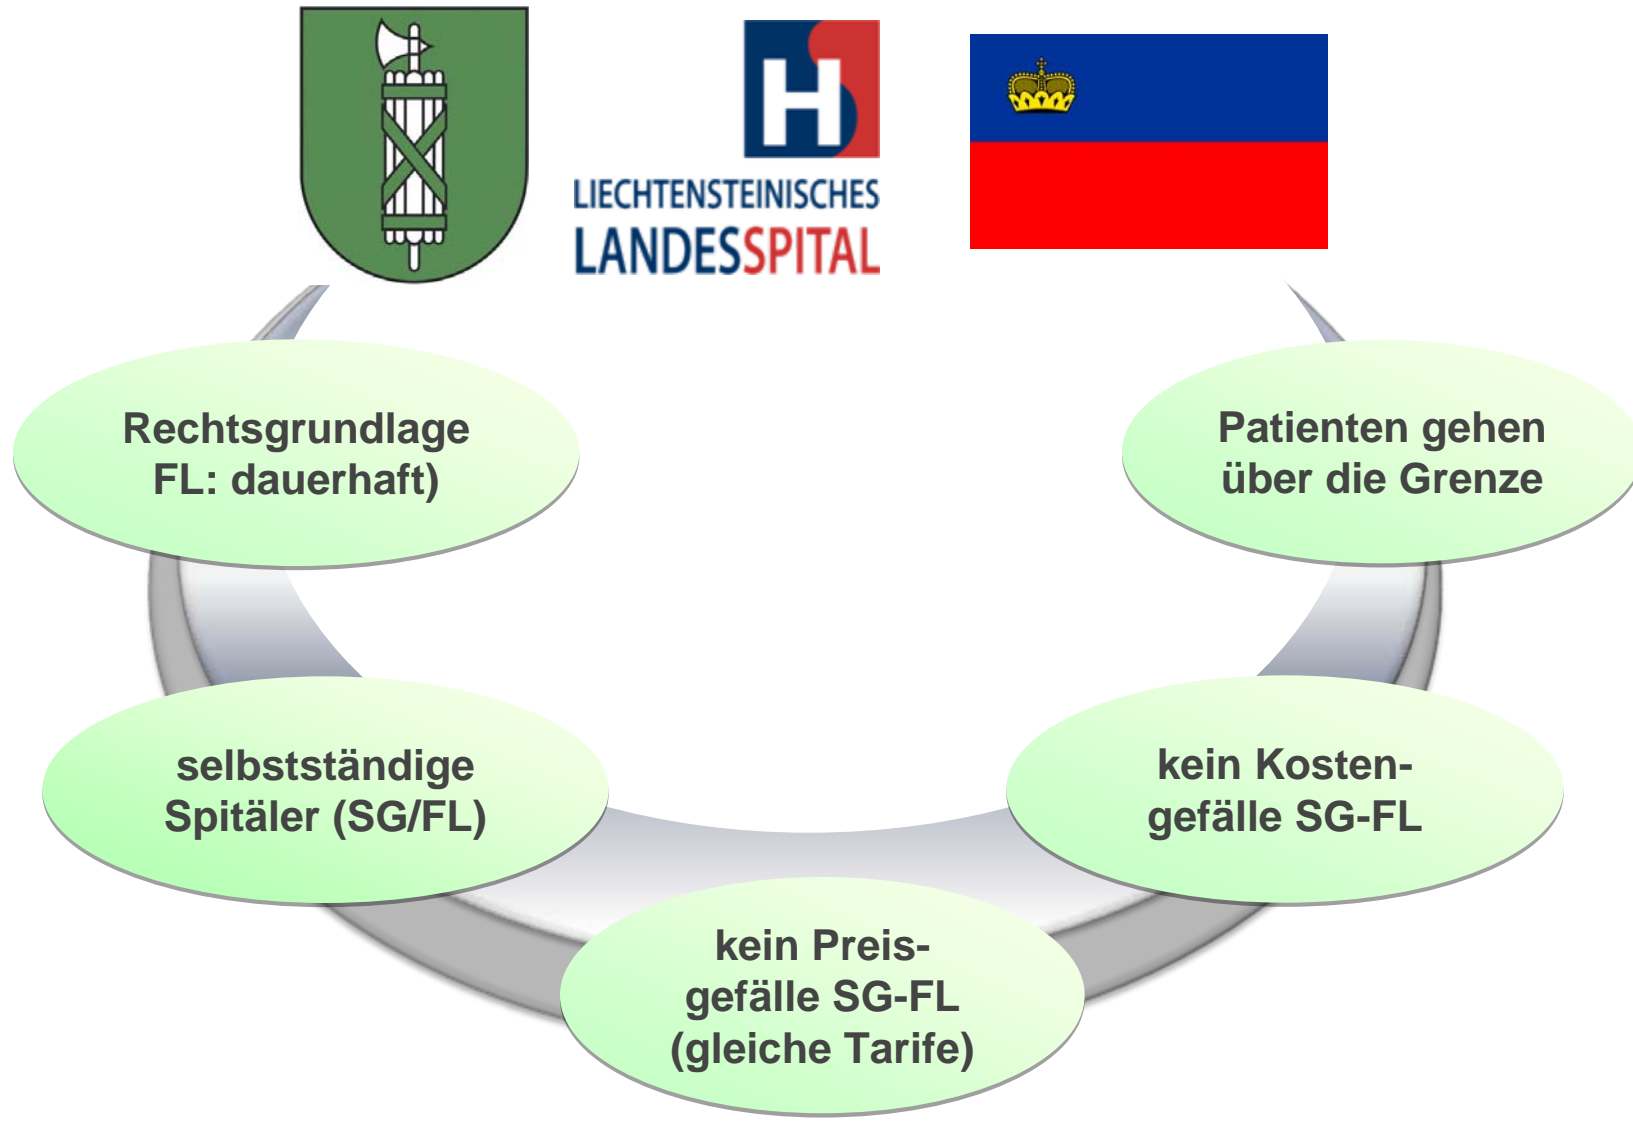 H
LIECHTENSTEINISCHES
LANDESSPITAL
Rechtsgrundlage
FL: dauerhaft)
Patienten gehen
über die Grenze
selbstständige
Spitäler (SG/FL)
kein Kosten-
gefälle SG-FL
kein Preis-
gefälle SG-FL
(gleiche Tarife)